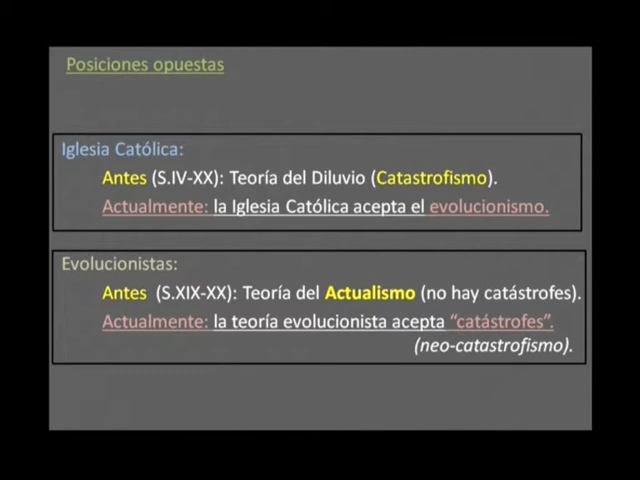 Posiciones opuestas
Iglesia Católica:
Antes (S.IV-XX): Teoría del Diluvio (Catastrofismo).
Actualmente: la Iglesia Católica acepta el evolucionismo.
Evolucionistas:
Antes (S.XIX-XX): Teoría del Actualismo (no hay catástrofes).
Actualmente: la teoría evolucionista acepta “catástrofes”.
(neo-catastrofismo).